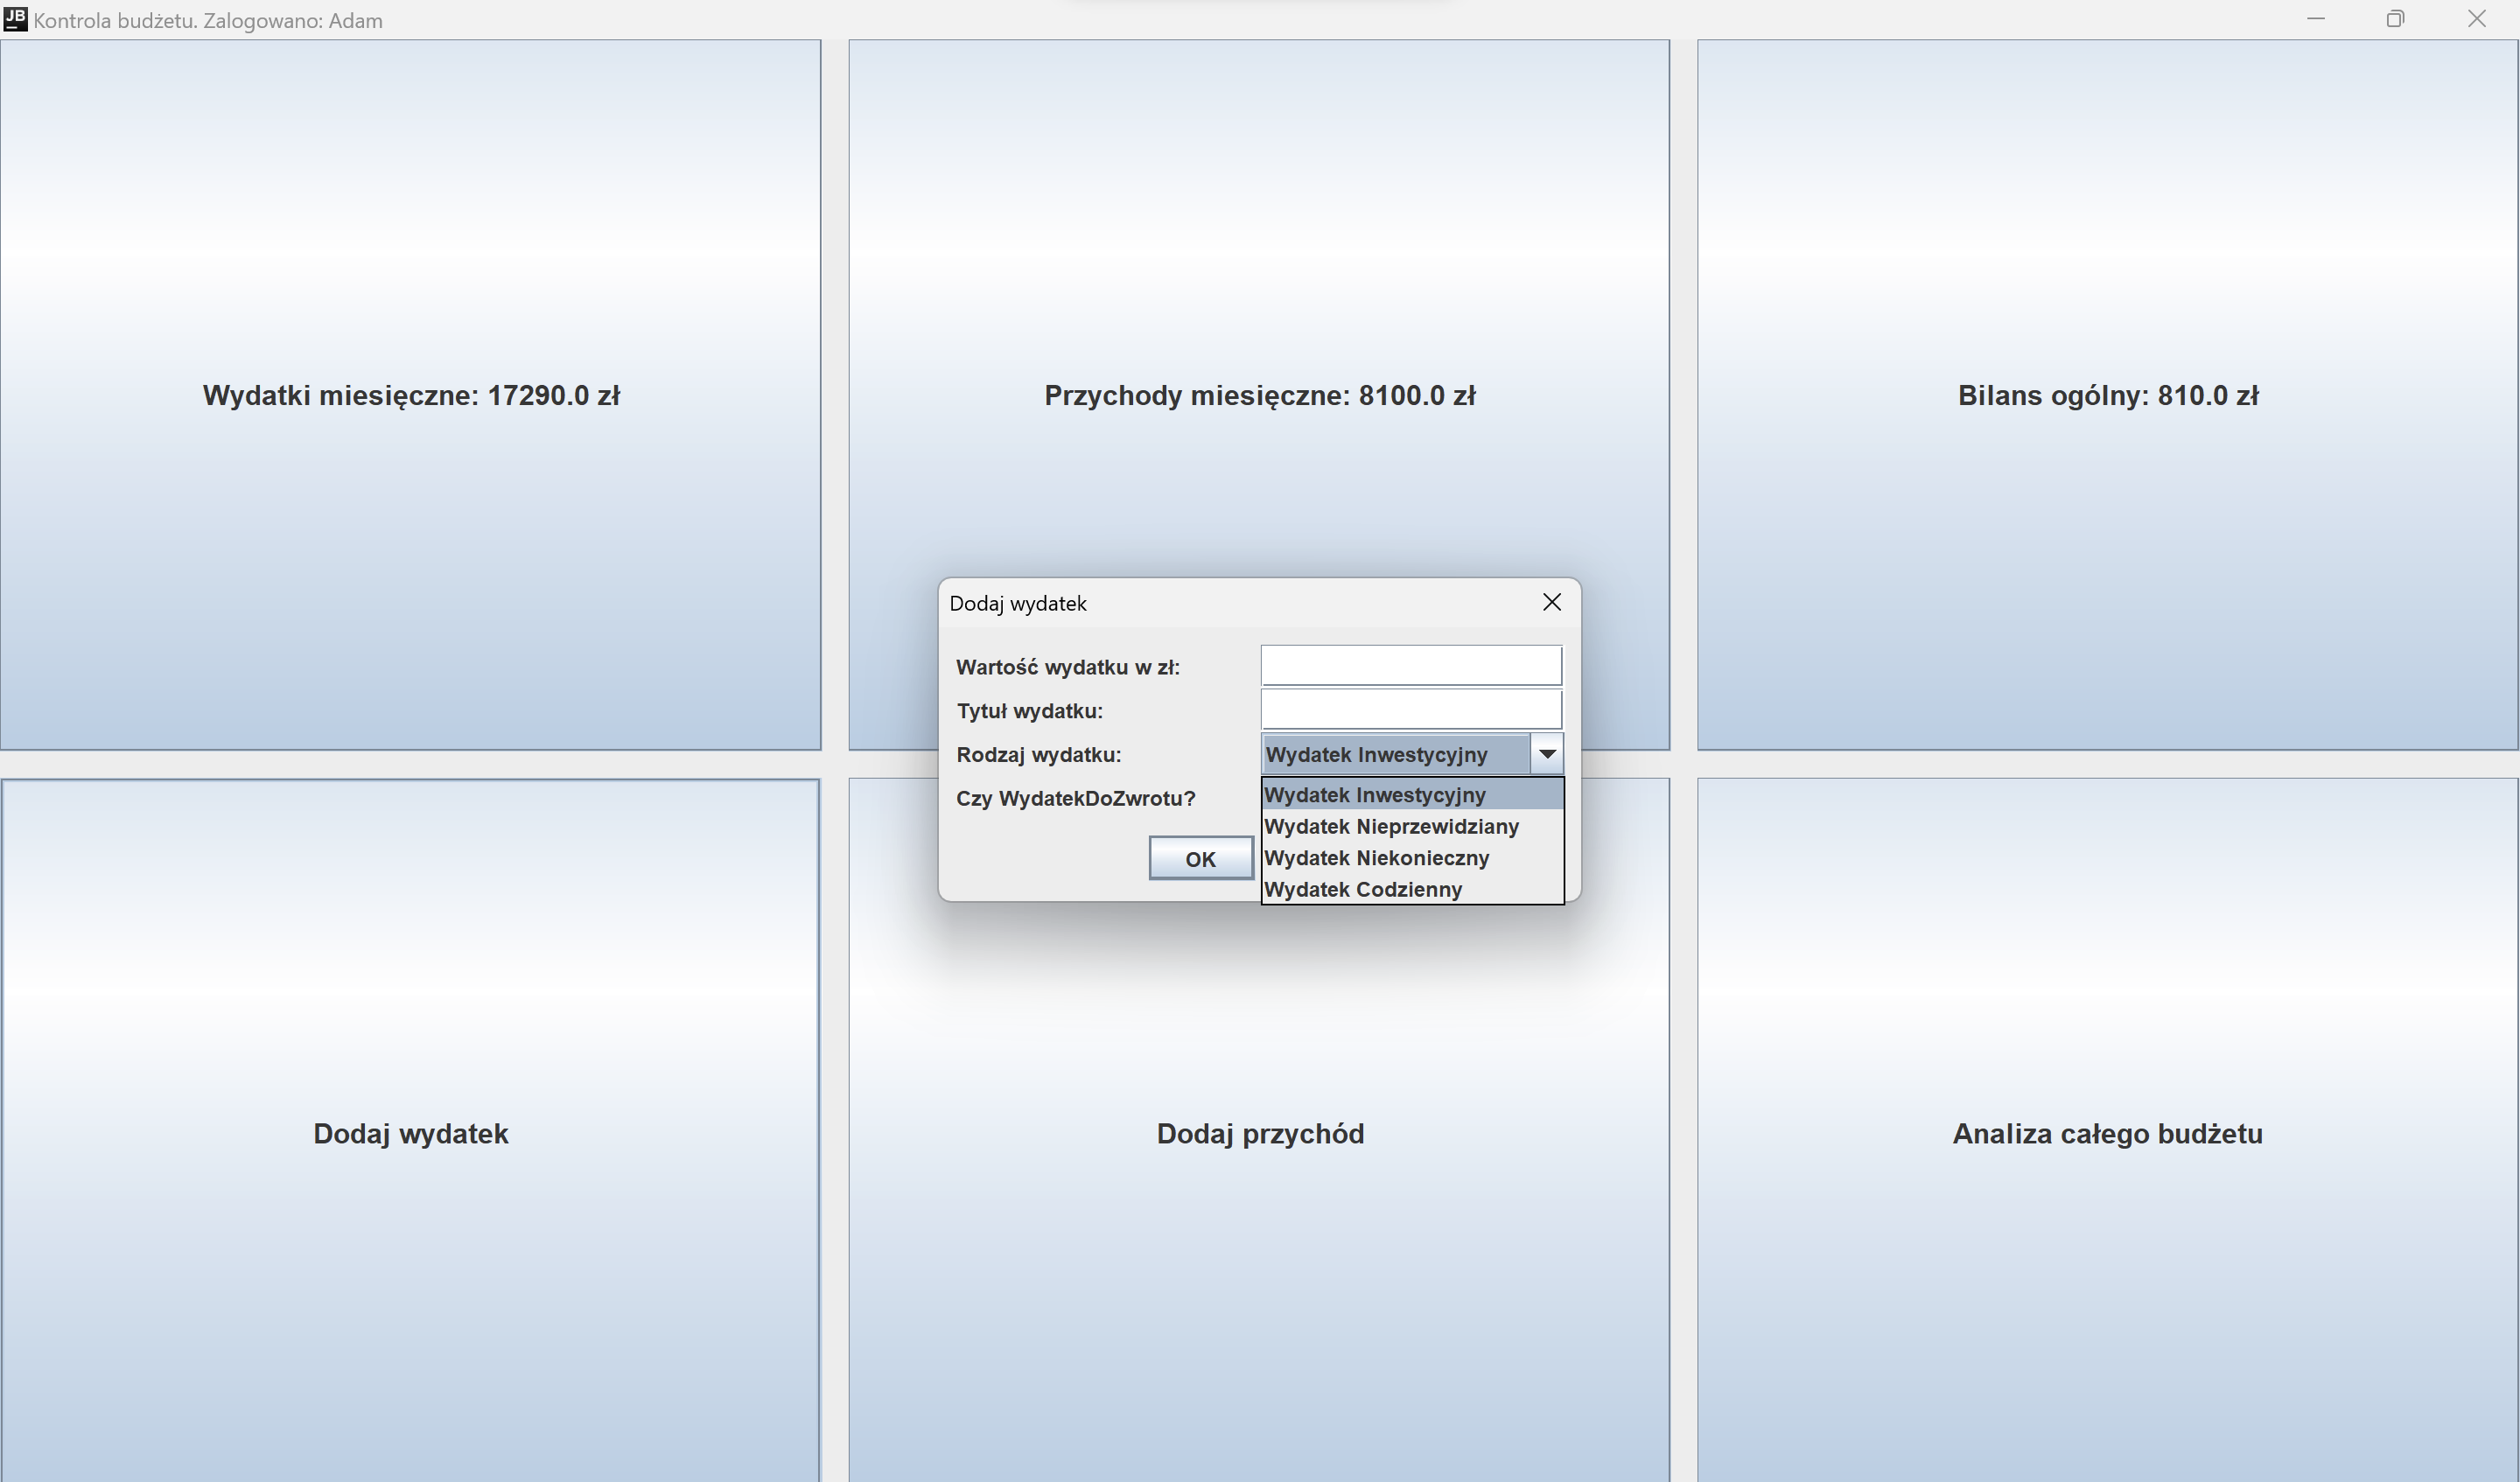 JB Kontrola budżetu. Zalogowano: Adam
Wydatki miesięczne: 17290.0 zł
Przychody miesięczne: 8100.0 zł
Bilans ogólny: 810.0 zł
Dodaj wydatek
Wartość wydatku w zł:
Tytuł wydatku:
Rodzaj wydatku: Wydatek Inwestycyjny
Czy WydatekDoZwrotu?
Wydatek Inwestycyjny
Wydatek Nieprzewidziany
Wydatek Niekonieczny
Wydatek Codzienny
OK
Dodaj wydatek
Dodaj przychód
Analiza całego budżetu